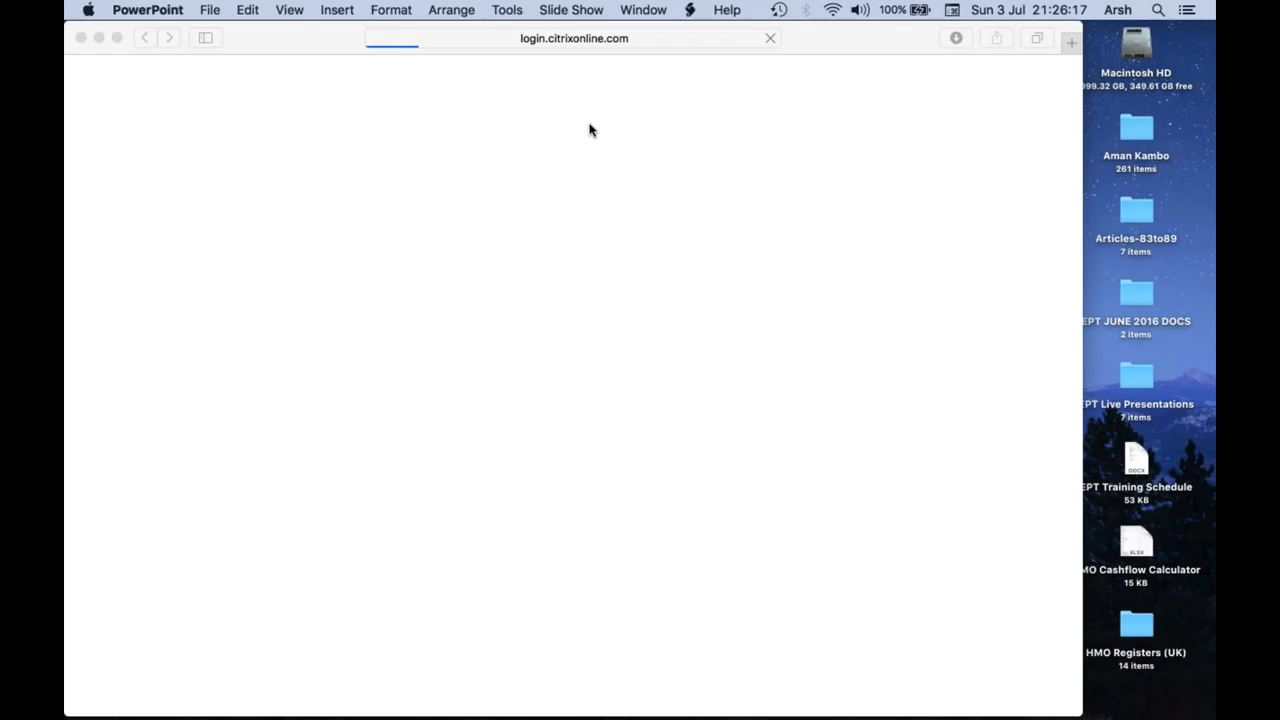 PowerPoint File Edit View Insert Format Arrange Tools Slide Show Window Help 100% Sun 3 Jul 21:26:17 Arsh
login.citrixonline.com
Macintosh HD
999.32 GB, 349.61 GB free
Aman Kambo
261 items
Articles-83to89
7 items
EPT JUNE 2016 DOCS
2 items
EPT Live Presentations
7 items
DOCX
EPT Training Schedule
53 KB
XLSX
MO Cashflow Calculator
15 KB
HMO Registers (UK)
14 items